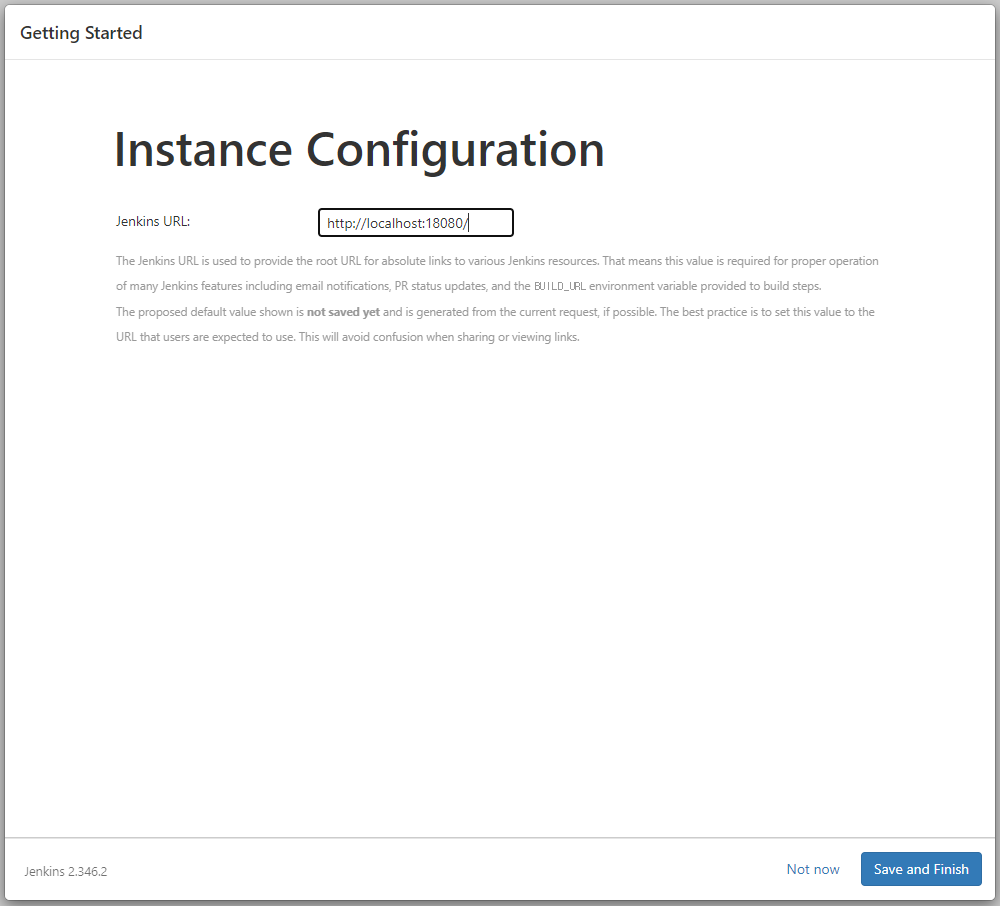 Getting Started
Instance Configuration
Jenkins URL:
http://localhost:18080/
The Jenkins URL is used to provide the root URL for absolute links to various Jenkins resources. That means this value is required for proper operation
of many Jenkins features including email notifications, PR status updates, and the BUILD_URL environment variable provided to build steps.
The proposed default value shown is not saved yet and is generated from the current request, if possible. The best practice is to set this value to the
URL that users are expected to use. This will avoid confusion when sharing or viewing links.
Jenkins 2.346.2
Not now
Save and Finish